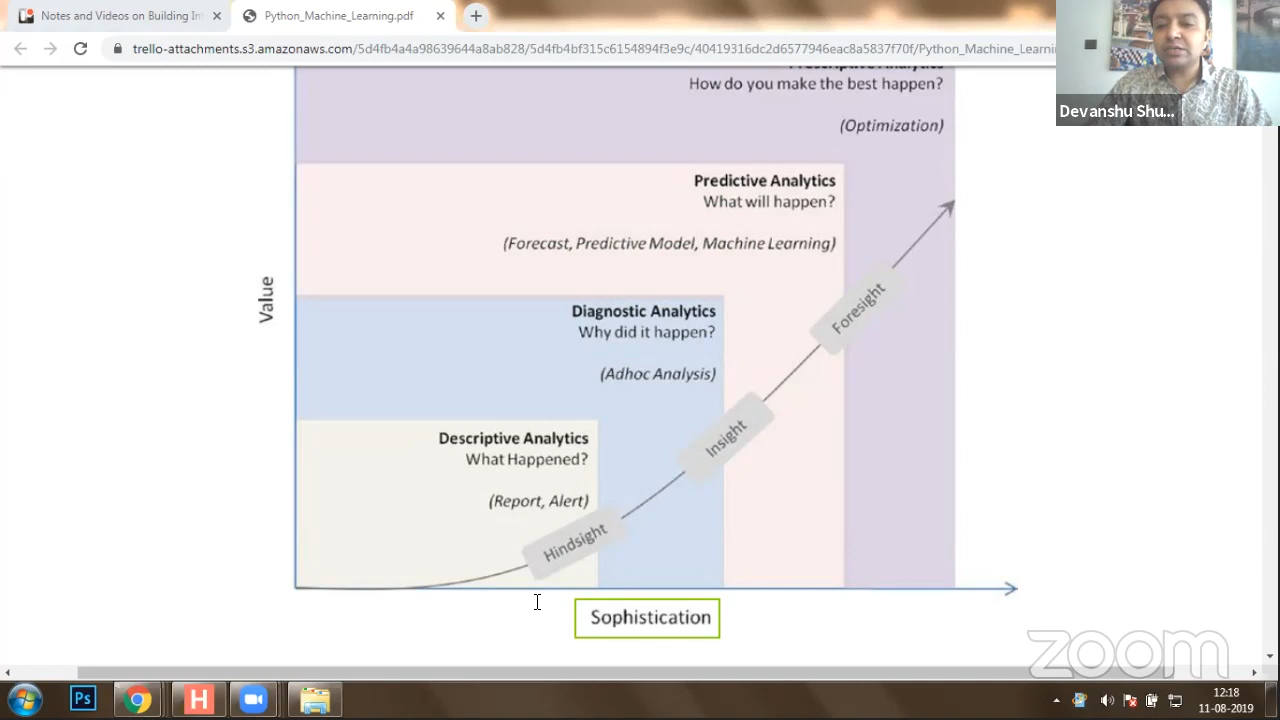 Notes and Videos on Building In
Python_Machine_Learning.pdf
trello-attachments.s3.amazonaws.com/5d4fb4a4a98639644a8ab828/5d4fb4bf315c6154894f3e9c/40419316dc2d6577946eac8a5837f70f/Python_Machine_Learni
Devanshu Shu...
Prescriptive Analytics
How do you make the best happen?
(Optimization)
Predictive Analytics
What will happen?
(Forecast, Predictive Model, Machine Learning)
Value
Foresight
Diagnostic Analytics
Why did it happen?
(Adhoc Analysis)
Insight
Descriptive Analytics
What Happened?
(Report, Alert)
Hindsight
Sophistication
zoom
Ps
H
12:18
11-08-2019